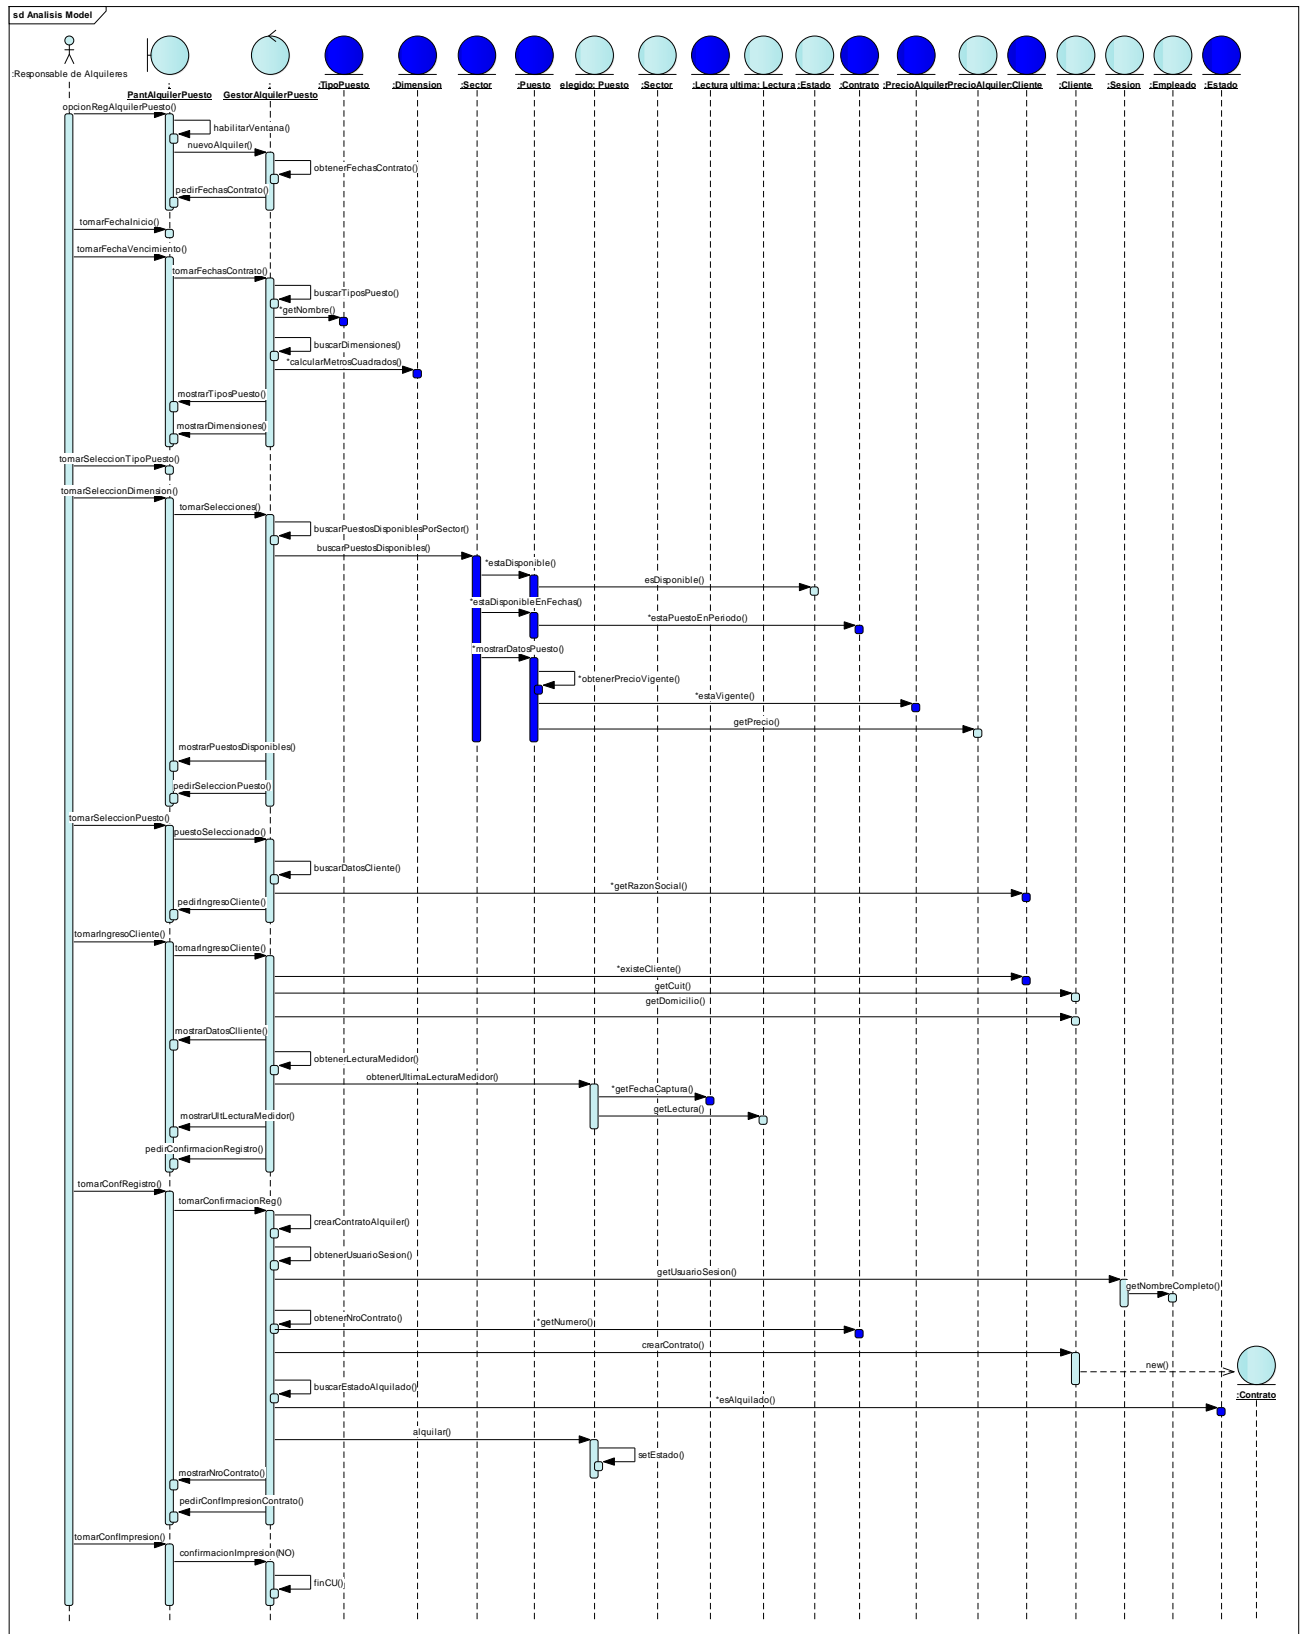 sd Analisis Model
:Responsable de Alquileres
:
PantAlquilerPuesto
:
GestorAlquilerPuesto
:TipoPuesto
:Dimension
:Sector
:Puesto
elegido: Puesto
:Sector
:Lectura
ultima: Lectura
:Estado
:Contrato
:PrecioAlquiler
PrecioAlquiler
:Cliente
:Cliente
:Sesion
:Empleado
:Estado
opcionRegAlquilerPuesto()
habilitarVentana()
nuevoAlquiler()
obtenerFechasContrato()
pedirFechasContrato()
tomarFechaInicio()
tomarFechaVencimiento()
tomarFechasContrato()
buscarTiposPuesto()
*getNombre()
buscarDimensiones()
*calcularMetrosCuadrados()
mostrarTiposPuesto()
mostrarDimensiones()
tomarSeleccionTipoPuesto()
tomarSeleccionDimension()
tomarSelecciones()
buscarPuestosDisponiblesPorSector()
buscarPuestosDisponibles()
*estaDisponible()
esDisponible()
*estaDisponibleEnFechas()
*estaPuestoEnPeriodo()
*mostrarDatosPuesto()
*obtenerPrecioVigente()
*estaVigente()
getPrecio()
mostrarPuestosDisponibles()
pedirSeleccionPuesto()
tomarSeleccionPuesto()
puestoSeleccionado()
buscarDatosCliente()
*getRazonSocial()
pedirIngresoCliente()
tomarIngresoCliente()
tomarIngresoCliente()
*existeCliente()
getCuit()
getDomicilio()
mostrarDatosClliente()
obtenerLecturaMedidor()
obtenerUltimaLecturaMedidor()
*getFechaCaptura()
getLectura()
mostrarUltLecturaMedidor()
pedirConfirmacionRegistro()
tomarConfRegistro()
tomarConfirmacionReg()
crearContratoAlquiler()
obtenerUsuarioSesion()
getUsuarioSesion()
getNombreCompleto()
obtenerNroContrato()
*getNumero()
crearContrato()
new()
:Contrato
buscarEstadoAlquilado()
*esAlquilado()
alquilar()
setEstado()
mostrarNroContrato()
pedirConfImpresionContrato()
tomarConfImpresion()
confirmacionImpresion(NO)
finCU()